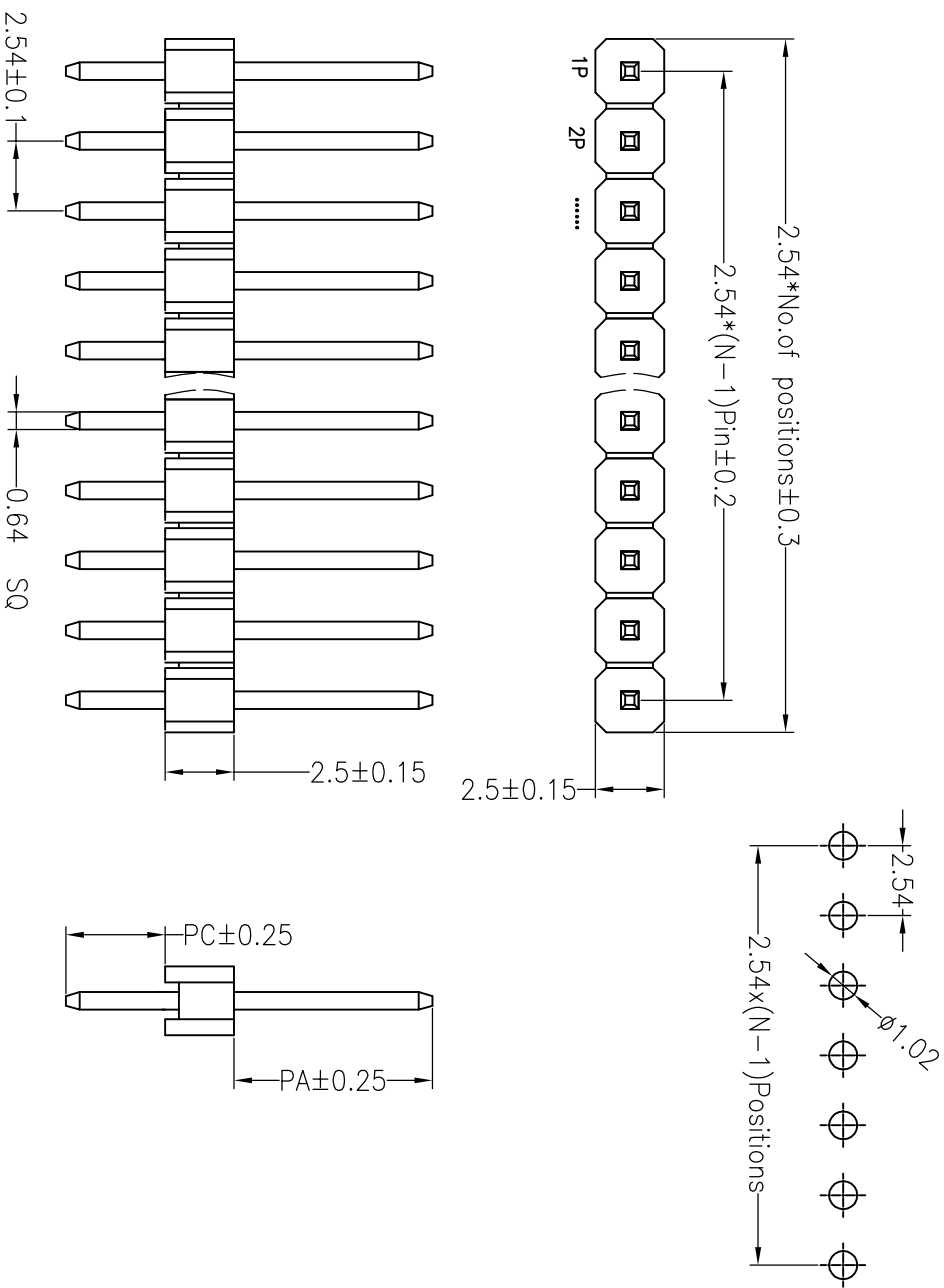 2.54*No.of positions±0.3
2.54*(N-1)Pin±0.2
1P
2P
......
2.5±0.15
2.54±0.1
0.64 SQ
2.5±0.15
2.54
ø1.02
2.54x(N-1)Positions
PC±0.25
PA±0.25